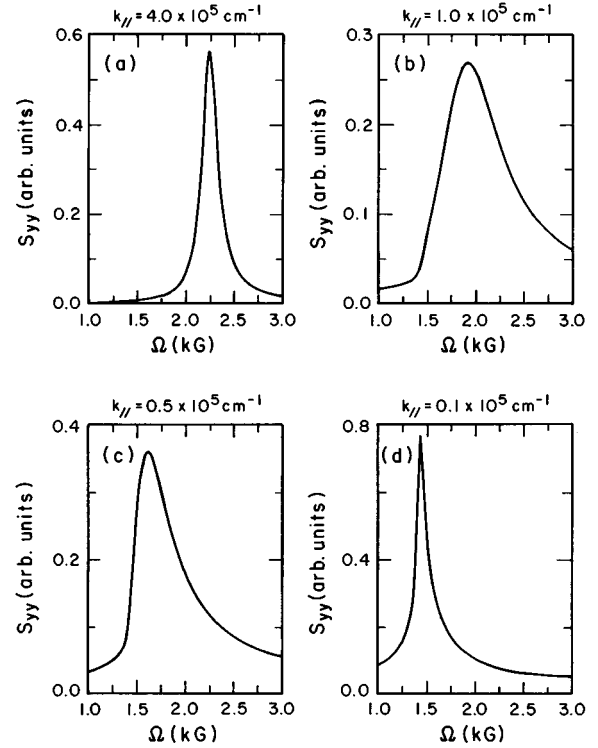 k// = 4.0 x 10⁵ cm⁻¹
(a)
0.6
0.4
0.2
0.0
Syy (arb. units)
1.0 1.5 2.0 2.5 3.0
Ω (kG)
k// = 1.0 x 10⁵ cm⁻¹
(b)
0.3
0.2
0.1
0.0
Syy (arb. units)
1.0 1.5 2.0 2.5 3.0
Ω (kG)
k// = 0.5 x 10⁵ cm⁻¹
(c)
0.4
0.2
0.0
Syy (arb. units)
1.0 1.5 2.0 2.5 3.0
Ω (kG)
k// = 0.1 x 10⁵ cm⁻¹
(d)
0.8
0.4
0.0
Syy (arb. units)
1.0 1.5 2.0 2.5 3.0
Ω (kG)